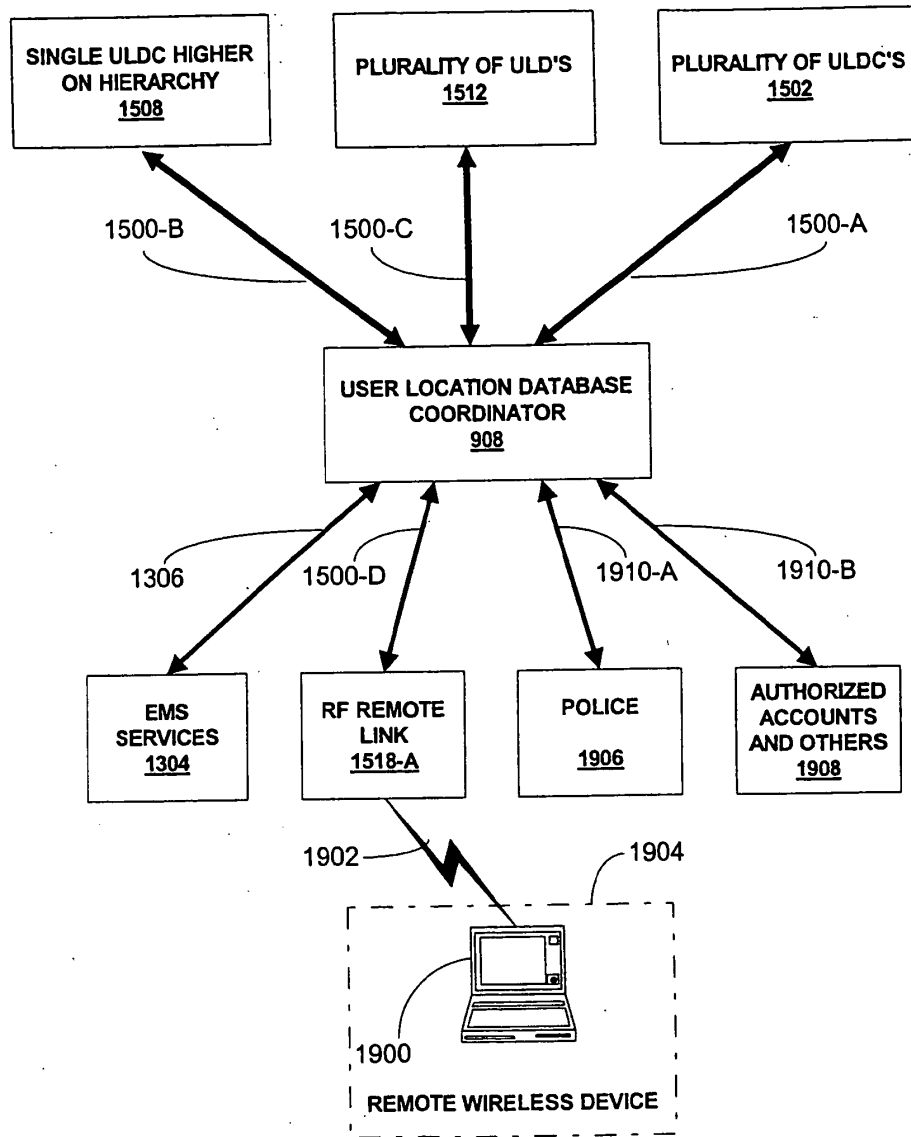 SINGLE ULDC HIGHER
ON HIERARCHY
1508
PLURALITY OF ULD'S
1512
PLURALITY OF ULDC'S
1502
1500-B
1500-C
1500-A
USER LOCATION DATABASE
COORDINATOR
908
1306
1500-D
1910-A
1910-B
EMS
SERVICES
1304
RF REMOTE
LINK
1518-A
POLICE
1906
AUTHORIZED
ACCOUNTS
AND OTHERS
1908
1902
1904
1900
REMOTE WIRELESS DEVICE